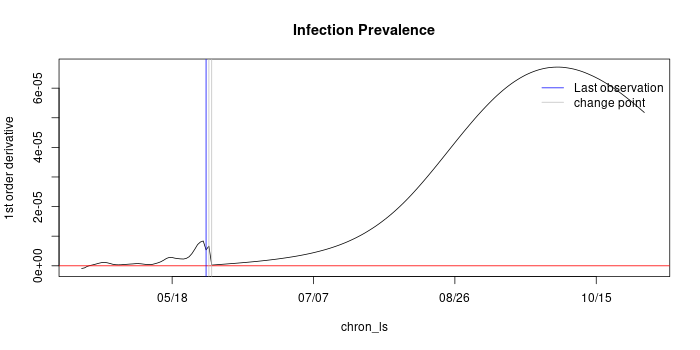 Infection Prevalence
1st order derivative
6e-05
4e-05
2e-05
0e+00
Last observation
change point
05/18
07/07
08/26
10/15
chron_ls